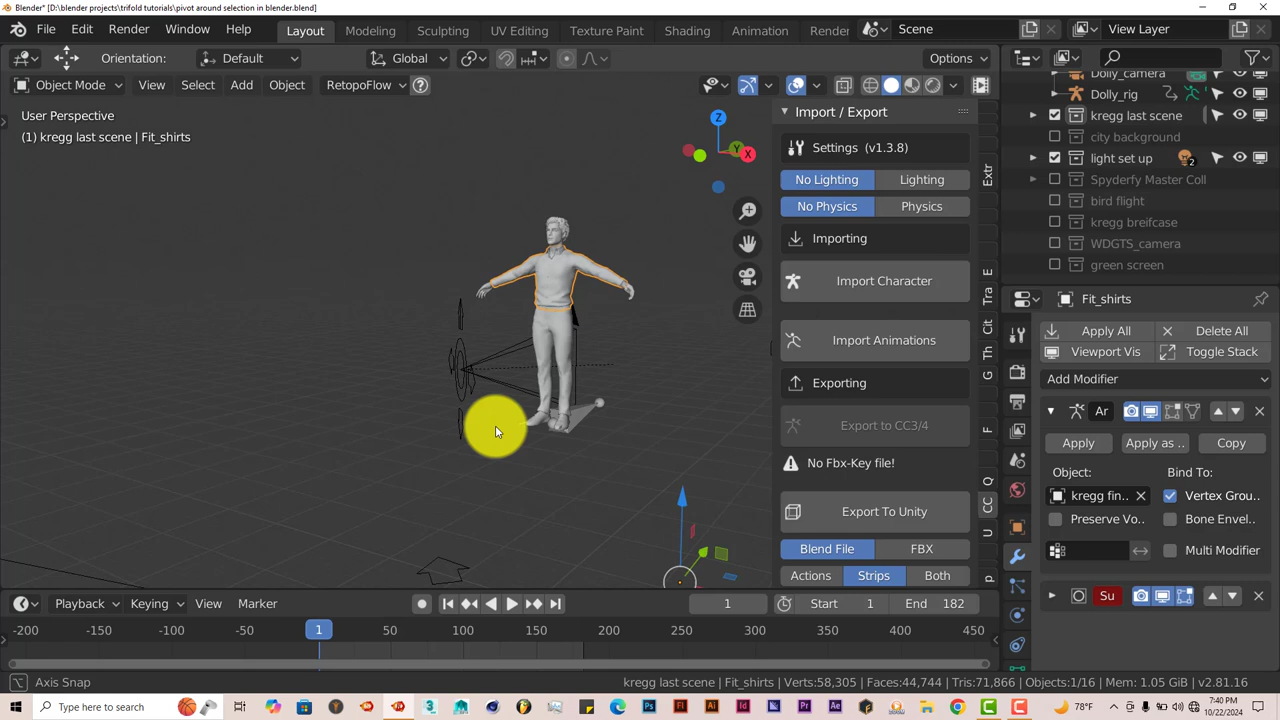 Blender* [D:\blender projects\trifold tutorials\pivot around selection in blender.blend]
File Edit Render Window Help Layout Modeling Sculpting UV Editing Texture Paint Shading Animation Render Scene View Layer
Orientation: Default Global Options
Object Mode View Select Add Object RetopoFlow
User Perspective
(1) kregg last scene | Fit_shirts
Z
Y
X
Import / Export
Settings (v1.3.8)
No Lighting Lighting
No Physics Physics
Importing
Import Character
Import Animations
Exporting
Export to CC3/4
No Fbx-Key file!
Export To Unity
Blend File FBX
Actions Strips Both
Extr
E
Tra
Cit
Th
G
F
Q
CC
U
p
Dolly_camera
Dolly_rig
kregg last scene
city background
light set up 2
Spyderfy Master Coll
bird flight
kregg breifcase
WDGTS_camera
green screen
Fit_shirts
Apply All Delete All
Viewport Vis Toggle Stack
Add Modifier
Ar
Apply Apply as .. Copy
Object: Bind To:
kregg fin.. Vertex Grou..
Preserve Vo.. Bone Envel..
Multi Modifier
Su
Playback Keying View Marker 1 Start 1 End 182
-200 -150 -100 -50 1 50 100 150 200 250 300 350 400 450
Axis Snap kregg last scene | Fit_shirts | Verts:58,305 | Faces:44,744 | Tris:71,866 | Objects:1/16 | Mem: 1.05 GiB | v2.81.16
Type here to search 78°F 7:40 PM
10/22/2024